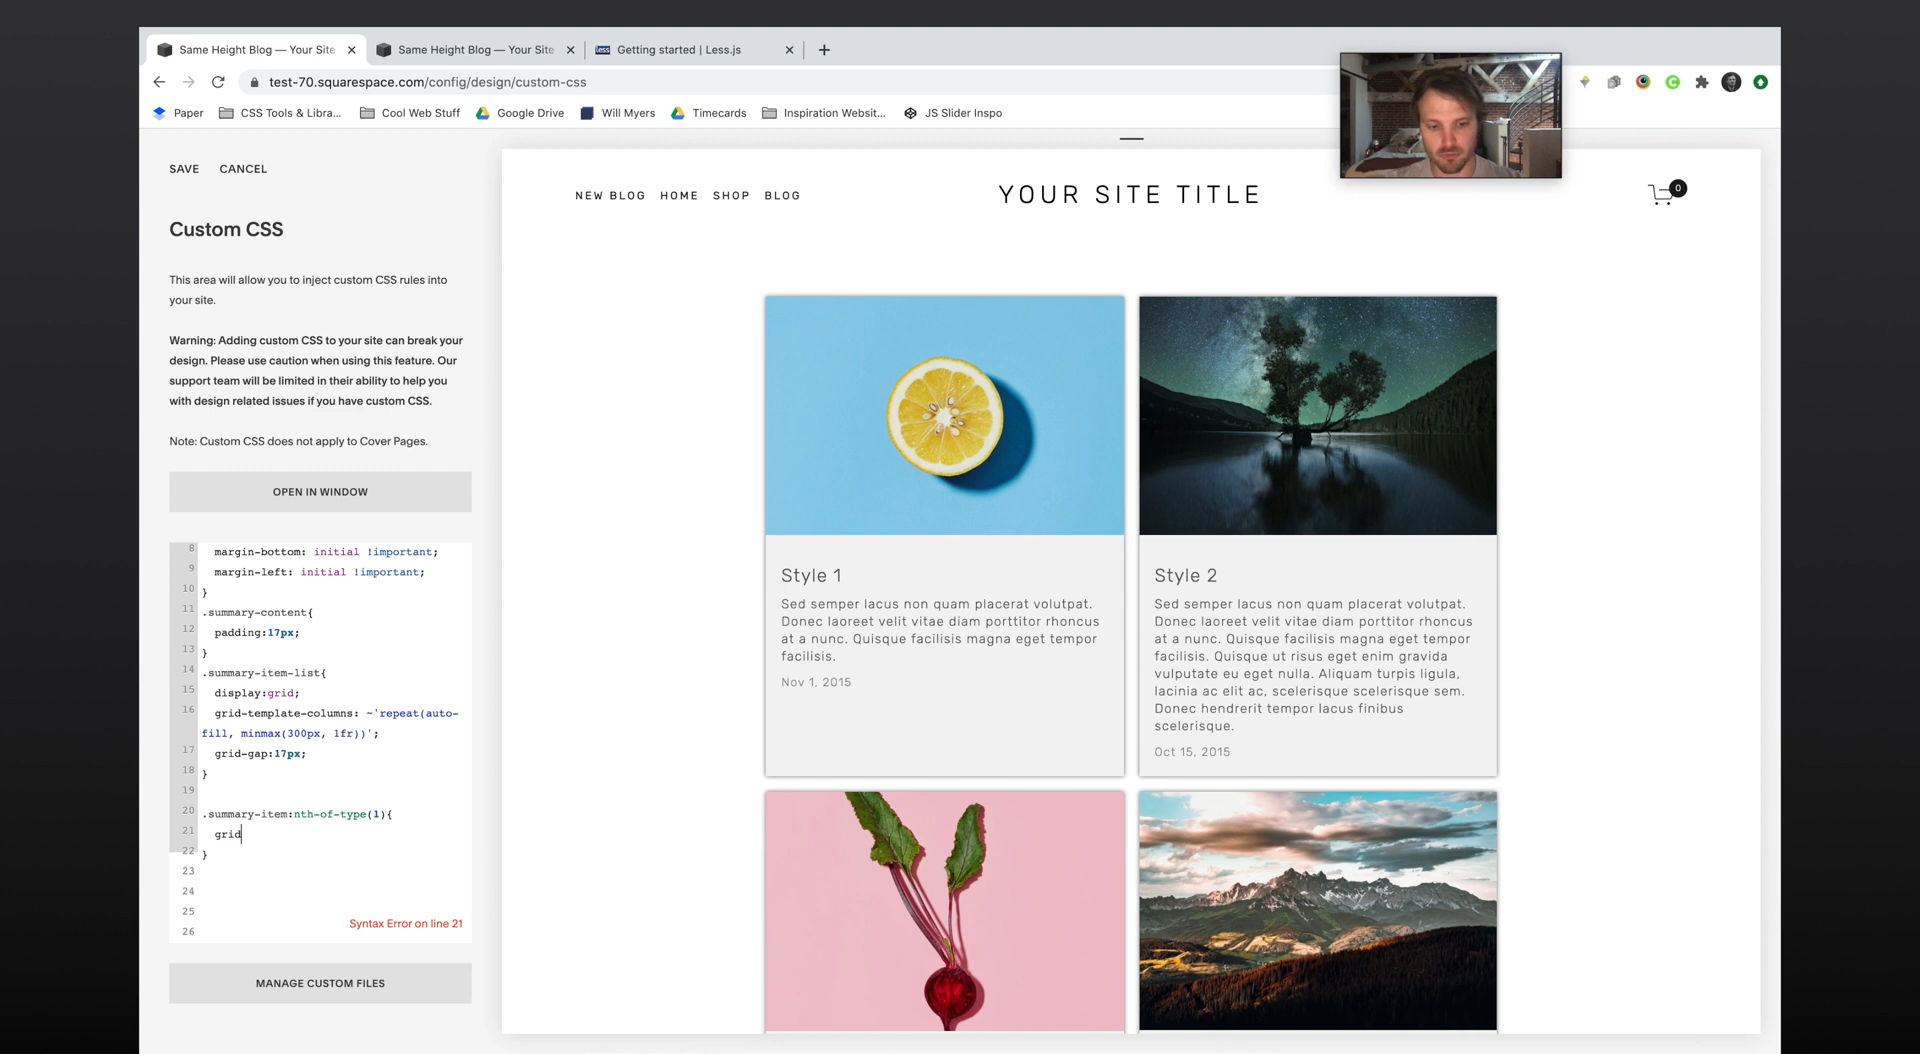 Same Height Blog — Your Site
Same Height Blog — Your Site
less
Getting started | Less.js
test-70.squarespace.com/config/design/custom-css
Paper
CSS Tools & Libra...
Cool Web Stuff
Google Drive
Will Myers
Timecards
Inspiration Websit...
JS Slider Inspo
SAVE
CANCEL
Custom CSS
This area will allow you to inject custom CSS rules into
your site.
Warning: Adding custom CSS to your site can break your
design. Please use caution when using this feature. Our
support team will be limited in their ability to help you
with design related issues if you have custom CSS.
Note: Custom CSS does not apply to Cover Pages.
OPEN IN WINDOW
8 margin-bottom: initial !important;
9 margin-left: initial !important;
10 }
11 .summary-content{
12 padding:17px;
13 }
14 .summary-item-list{
15 display:grid;
16 grid-template-columns: ~'repeat(auto-
fill, minmax(300px, 1fr))';
17 grid-gap:17px;
18 }
19
20 .summary-item:nth-of-type(1){
21 grid
22 }
23
24
25
26
Syntax Error on line 21
MANAGE CUSTOM FILES
NEW BLOG HOME SHOP BLOG
YOUR SITE TITLE
0
Style 1
Sed semper lacus non quam placerat volutpat.
Donec laoreet velit vitae diam porttitor rhoncus
at a nunc. Quisque facilisis magna eget tempor
facilisis.
Nov 1, 2015
Style 2
Sed semper lacus non quam placerat volutpat.
Donec laoreet velit vitae diam porttitor rhoncus
at a nunc. Quisque facilisis magna eget tempor
facilisis. Quisque ut risus eget enim gravida
vulputate eu eget nulla. Aliquam turpis ligula,
lacinia ac elit ac, scelerisque scelerisque sem.
Donec hendrerit tempor lacus finibus
scelerisque.
Oct 15, 2015